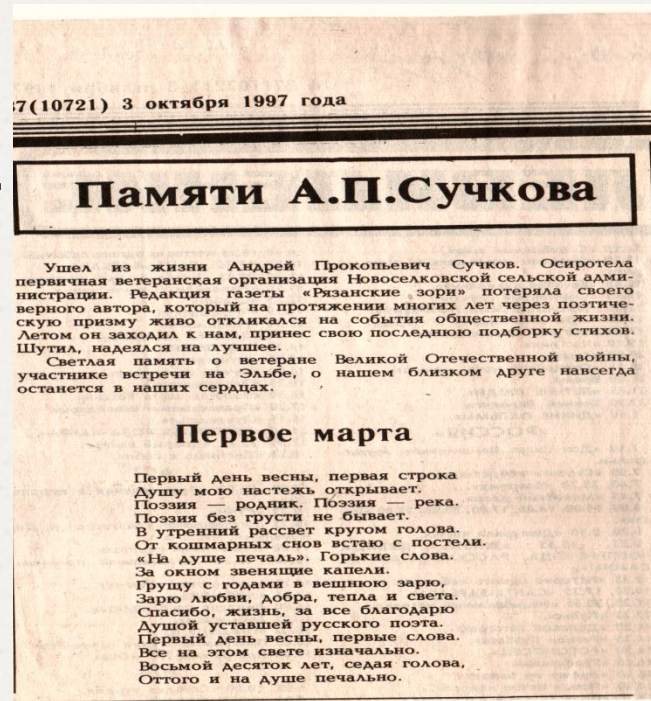 7(10721) 3 октября 1997 года
Памяти А.П.Сучкова
Ушел из жизни Андрей Прокопьевич Сучков. Осиротела
первичная ветеранская организация Новоселковской сельской адми-
нистрации. Редакция газеты «Рязанские зори» потеряла своего
верного автора, который на протяжении многих лет через поэтиче-
скую призму живо откликался на события общественной жизни.
Летом он заходил к нам, принес свою последнюю подборку стихов.
Шутил, надеялся на лучшее.
Светлая память о ветеране Великой Отечественной войны,
участнике встречи на Эльбе, о нашем близком друге навсегда
останется в наших сердцах.
Первое марта
Первый день весны, первая строка
Душу мою настежь открывает.
Поэзия — родник. Поэзия — река.
Поэзия без грусти не бывает.
В утренний рассвет кругом голова.
От кошмарных снов встаю с постели.
«На душе печаль». Горькие слова.
За окном звенящие капели.
Грущу с годами в вешнюю зарю,
Зарю любви, добра, тепла и света.
Спасибо, жизнь, за все благодарю
Душой уставшей русского поэта.
Первый день весны, первые слова.
Все на этом свете изначально.
Восьмой десяток лет, седая голова,
Оттого и на душе печально.